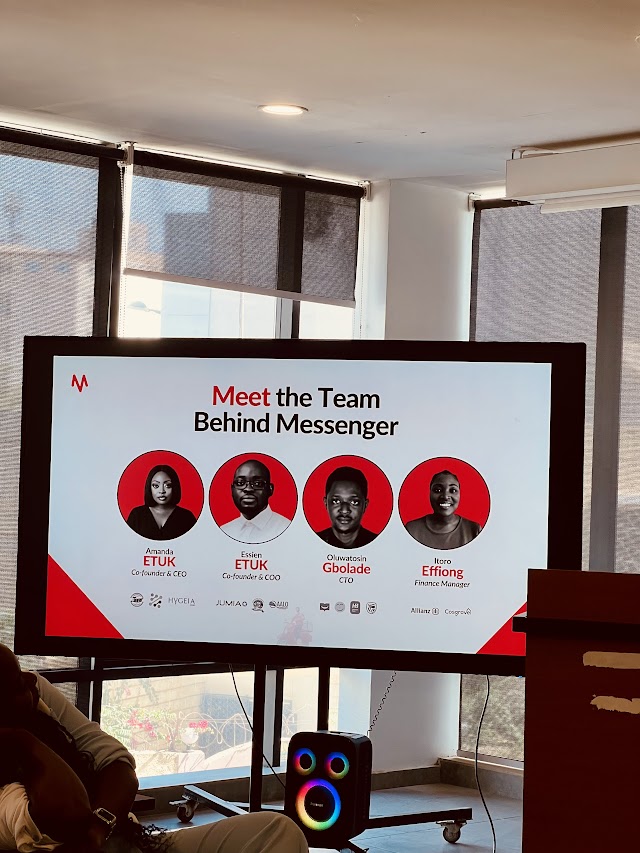 Meet the Team
Behind Messenger
Amanda
ETUK
Co-founder & CEO
Essien
ETUK
Co-founder & COO
Oluwatosin
Gbolade
CTO
Itoro
Effiong
Finance Manager
HYGEIA
JUMIA
Allianz
Cosgrove